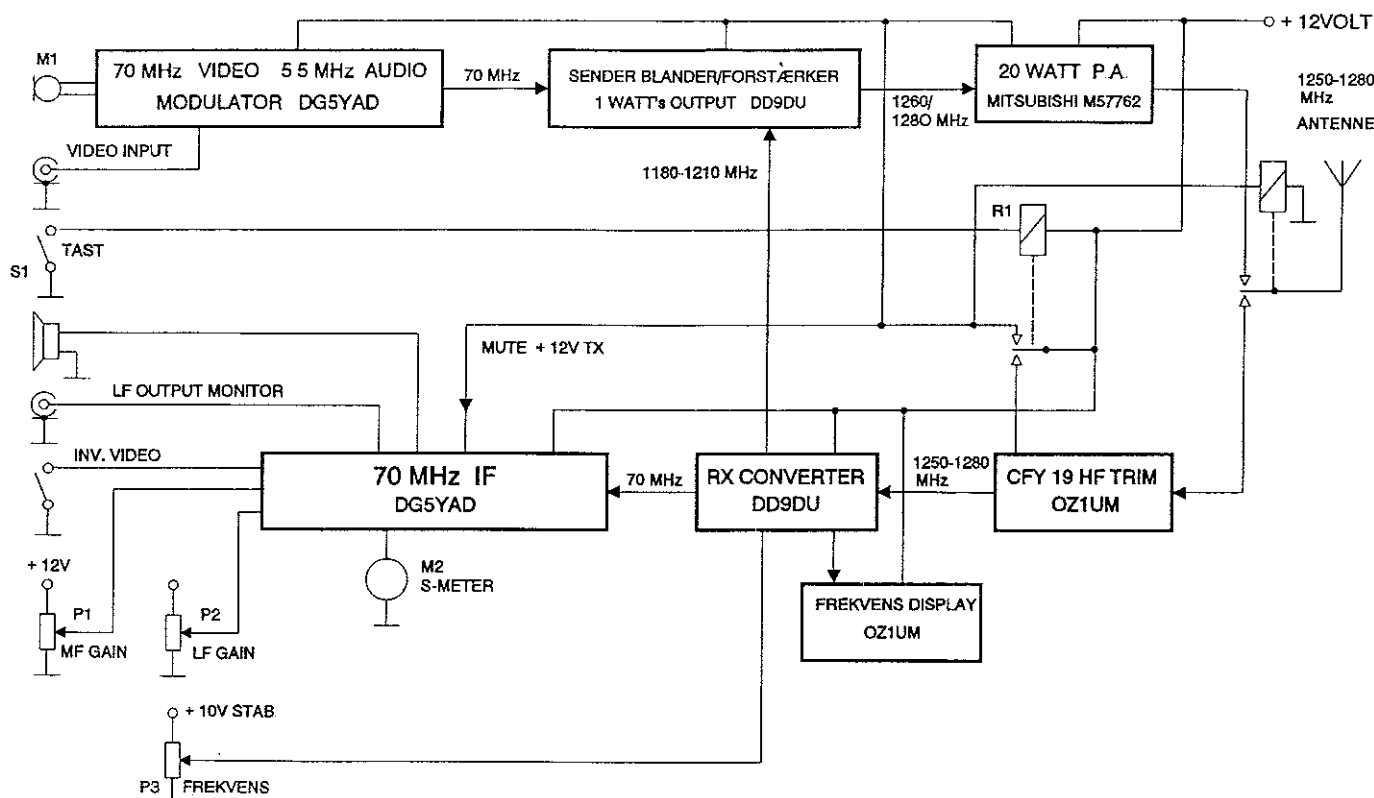 + 12VOLT
M1
70 MHz VIDEO 5 5 MHz AUDIO
MODULATOR DG5YAD
70 MHz
SENDER BLANDER/FORSTÆRKER
1 WATT's OUTPUT DD9DU
1260/
1280 MHz
20 WATT P.A.
MITSUBISHI M57762
1250-1280
MHz
ANTENNE
VIDEO INPUT
1180-1210 MHz
TAST
S1
R1
MUTE + 12V TX
LF OUTPUT MONITOR
INV. VIDEO
70 MHz IF
DG5YAD
70 MHz
RX CONVERTER
DD9DU
1250-1280
MHz
CFY 19 HF TRIM
OZ1UM
+ 12V
P1
MF GAIN
P2
LF GAIN
M2
S-METER
FREKVENS DISPLAY
OZ1UM
+ 10V STAB
P3 FREKVENS